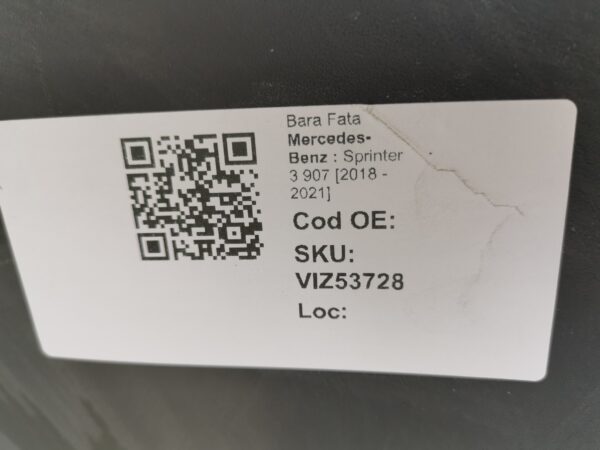 Bara Fata
Mercedes-
Benz : Sprinter
3 907 [2018 -
2021]
Cod OE:
SKU:
VIZ53728
Loc: